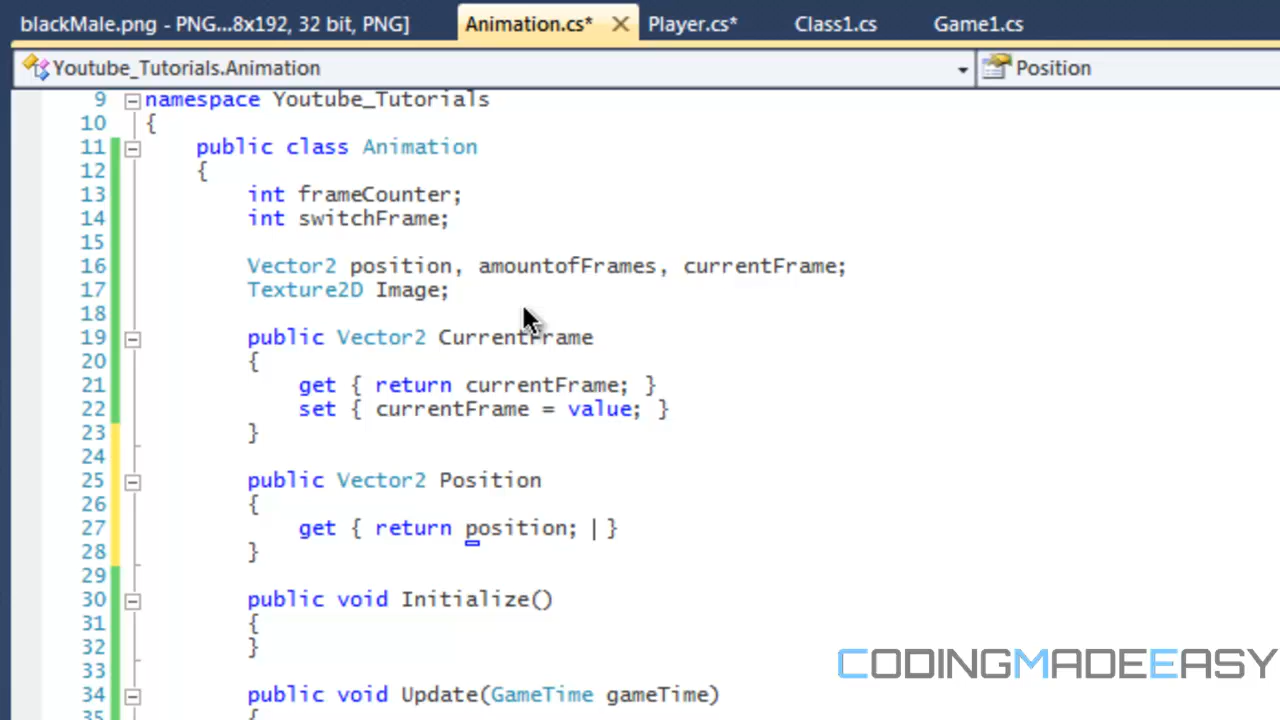 blackMale.png - PNG...8x192, 32 bit, PNG] Animation.cs* Player.cs* Class1.cs Game1.cs
Youtube_Tutorials.Animation Position
9 namespace Youtube_Tutorials
10 {
11 public class Animation
12 {
13 int frameCounter;
14 int switchFrame;
15
16 Vector2 position, amountofFrames, currentFrame;
17 Texture2D Image;
18
19 public Vector2 CurrentFrame
20 {
21 get { return currentFrame; }
22 set { currentFrame = value; }
23 }
24
25 public Vector2 Position
26 {
27 get { return position; }
28 }
29
30 public void Initialize()
31 {
32 }
33
34 public void Update(GameTime gameTime)
35 {
CODINGMADEEASY